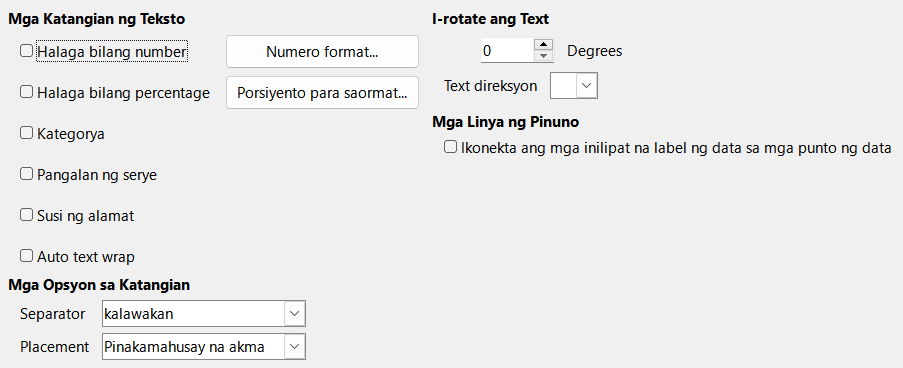 Mga Katangian ng Teksto
Halaga bilang number
Numero format...
Halaga bilang percentage
Porsiyento para saormat...
Kategorya
Pangalan ng serye
Susi ng alamat
Auto text wrap
Mga Opsyon sa Katangian
Separator
kalawakan
Placement
Pinakamahusay na akma
I-rotate ang Text
0
Degrees
Text direksyon
Mga Linya ng Pinuno
Ikonekta ang mga inilipat na label ng data sa mga punto ng data